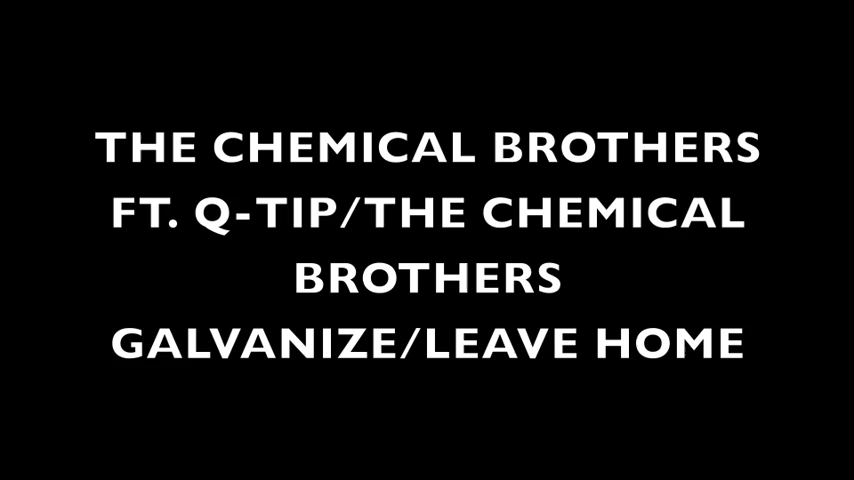 THE CHEMICAL BROTHERS
FT. Q-TIP/THE CHEMICAL
BROTHERS
GALVANIZE/LEAVE HOME